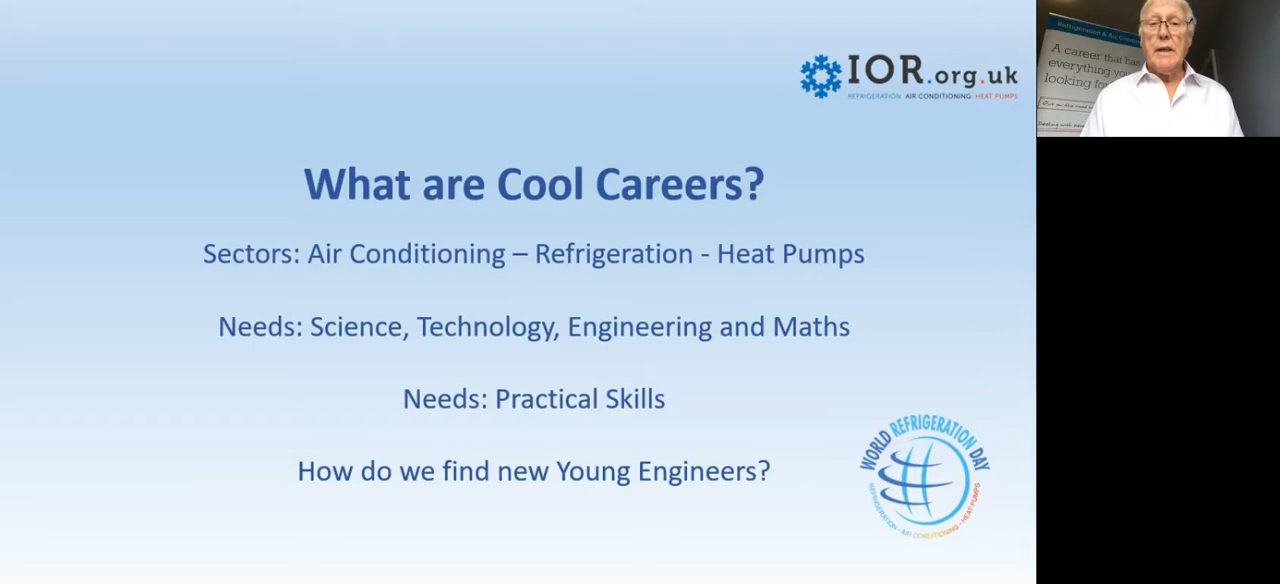 IOR.org.uk
REFRIGERATION AIR CONDITIONING HEAT PUMPS
What are Cool Careers?
Sectors: Air Conditioning – Refrigeration - Heat Pumps
Needs: Science, Technology, Engineering and Maths
Needs: Practical Skills
How do we find new Young Engineers?
WORLD REFRIGERATION DAY
REFRIGERATION - AIR CONDITIONING - HEAT PUMPS
Refrigeration & Air
A career that has
everything you
looking